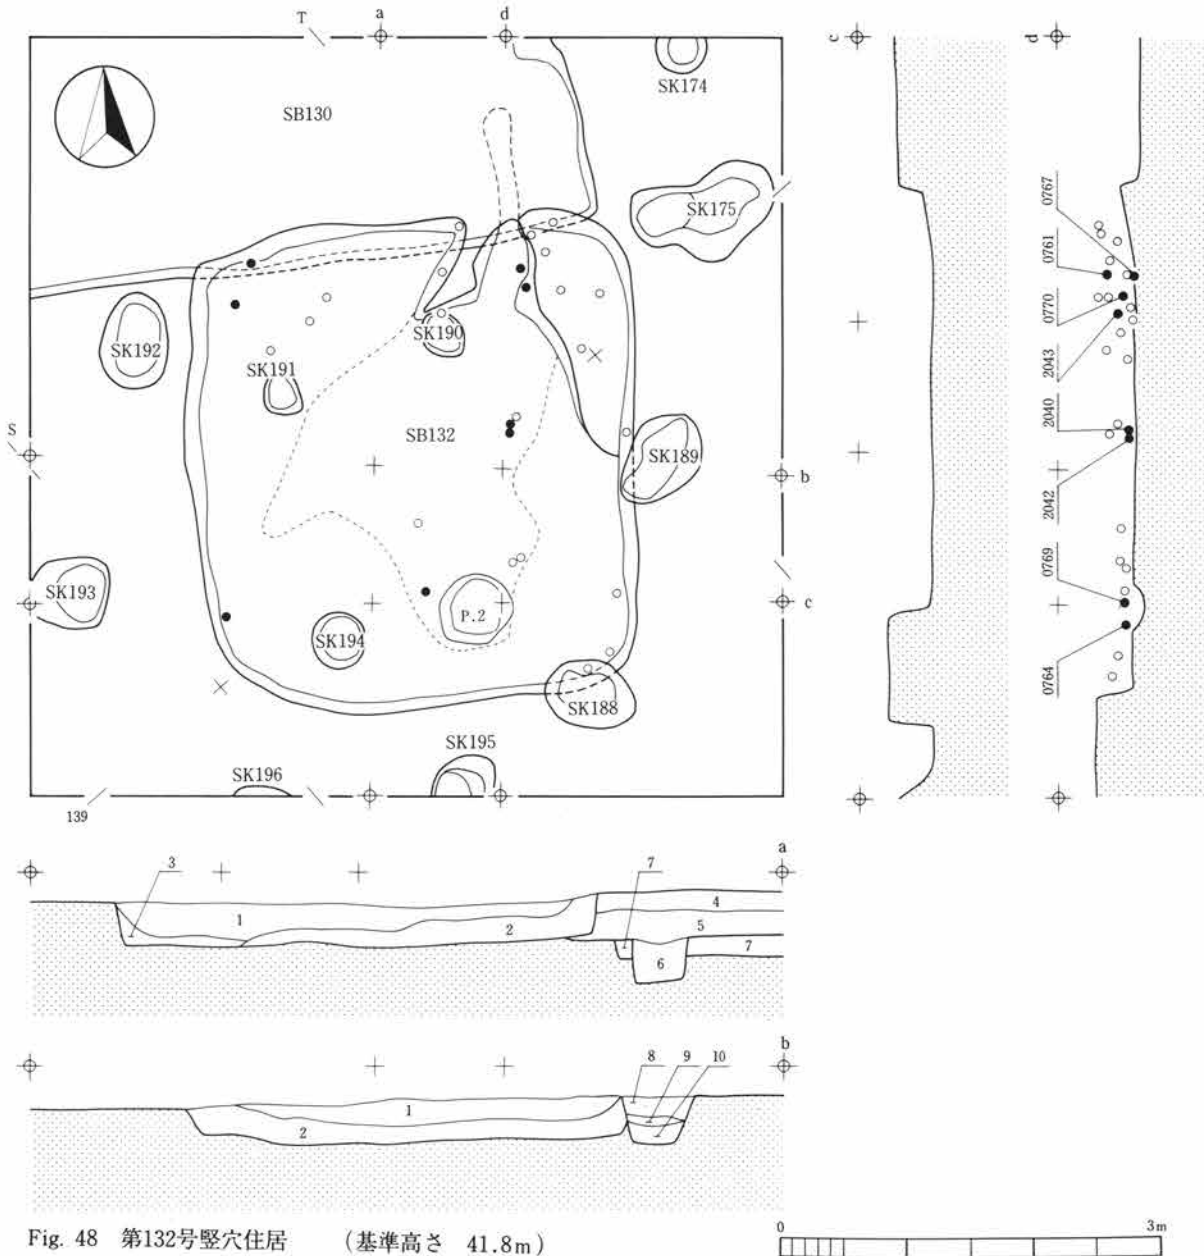 T a d c d
SB130 SK174
SK175
SK192 SK190
SK191
S SB132 SK189
b
SK193 P.2 c
SK194
SK188
SK196 SK195
139
0767
0761
0770
2043
2040
2042
0769
0764
a
3 7
1 2 4
5
6 7
b
8 9 10
1
2
Fig. 48 第132号竪穴住居 (基準高さ 41.8m)
0 3m